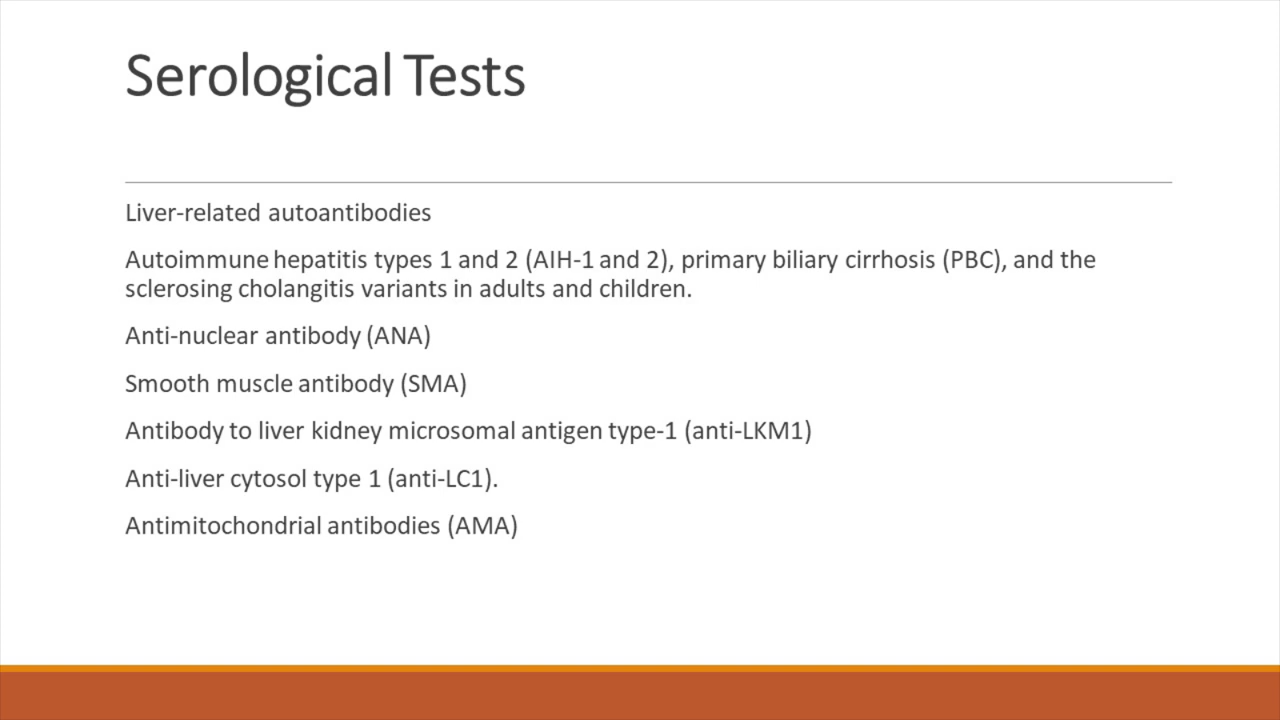 Serological Tests
Liver-related autoantibodies
Autoimmune hepatitis types 1 and 2 (AIH-1 and 2), primary biliary cirrhosis (PBC), and the
sclerosing cholangitis variants in adults and children.
Anti-nuclear antibody (ANA)
Smooth muscle antibody (SMA)
Antibody to liver kidney microsomal antigen type-1 (anti-LKM1)
Anti-liver cytosol type 1 (anti-LC1).
Antimitochondrial antibodies (AMA)